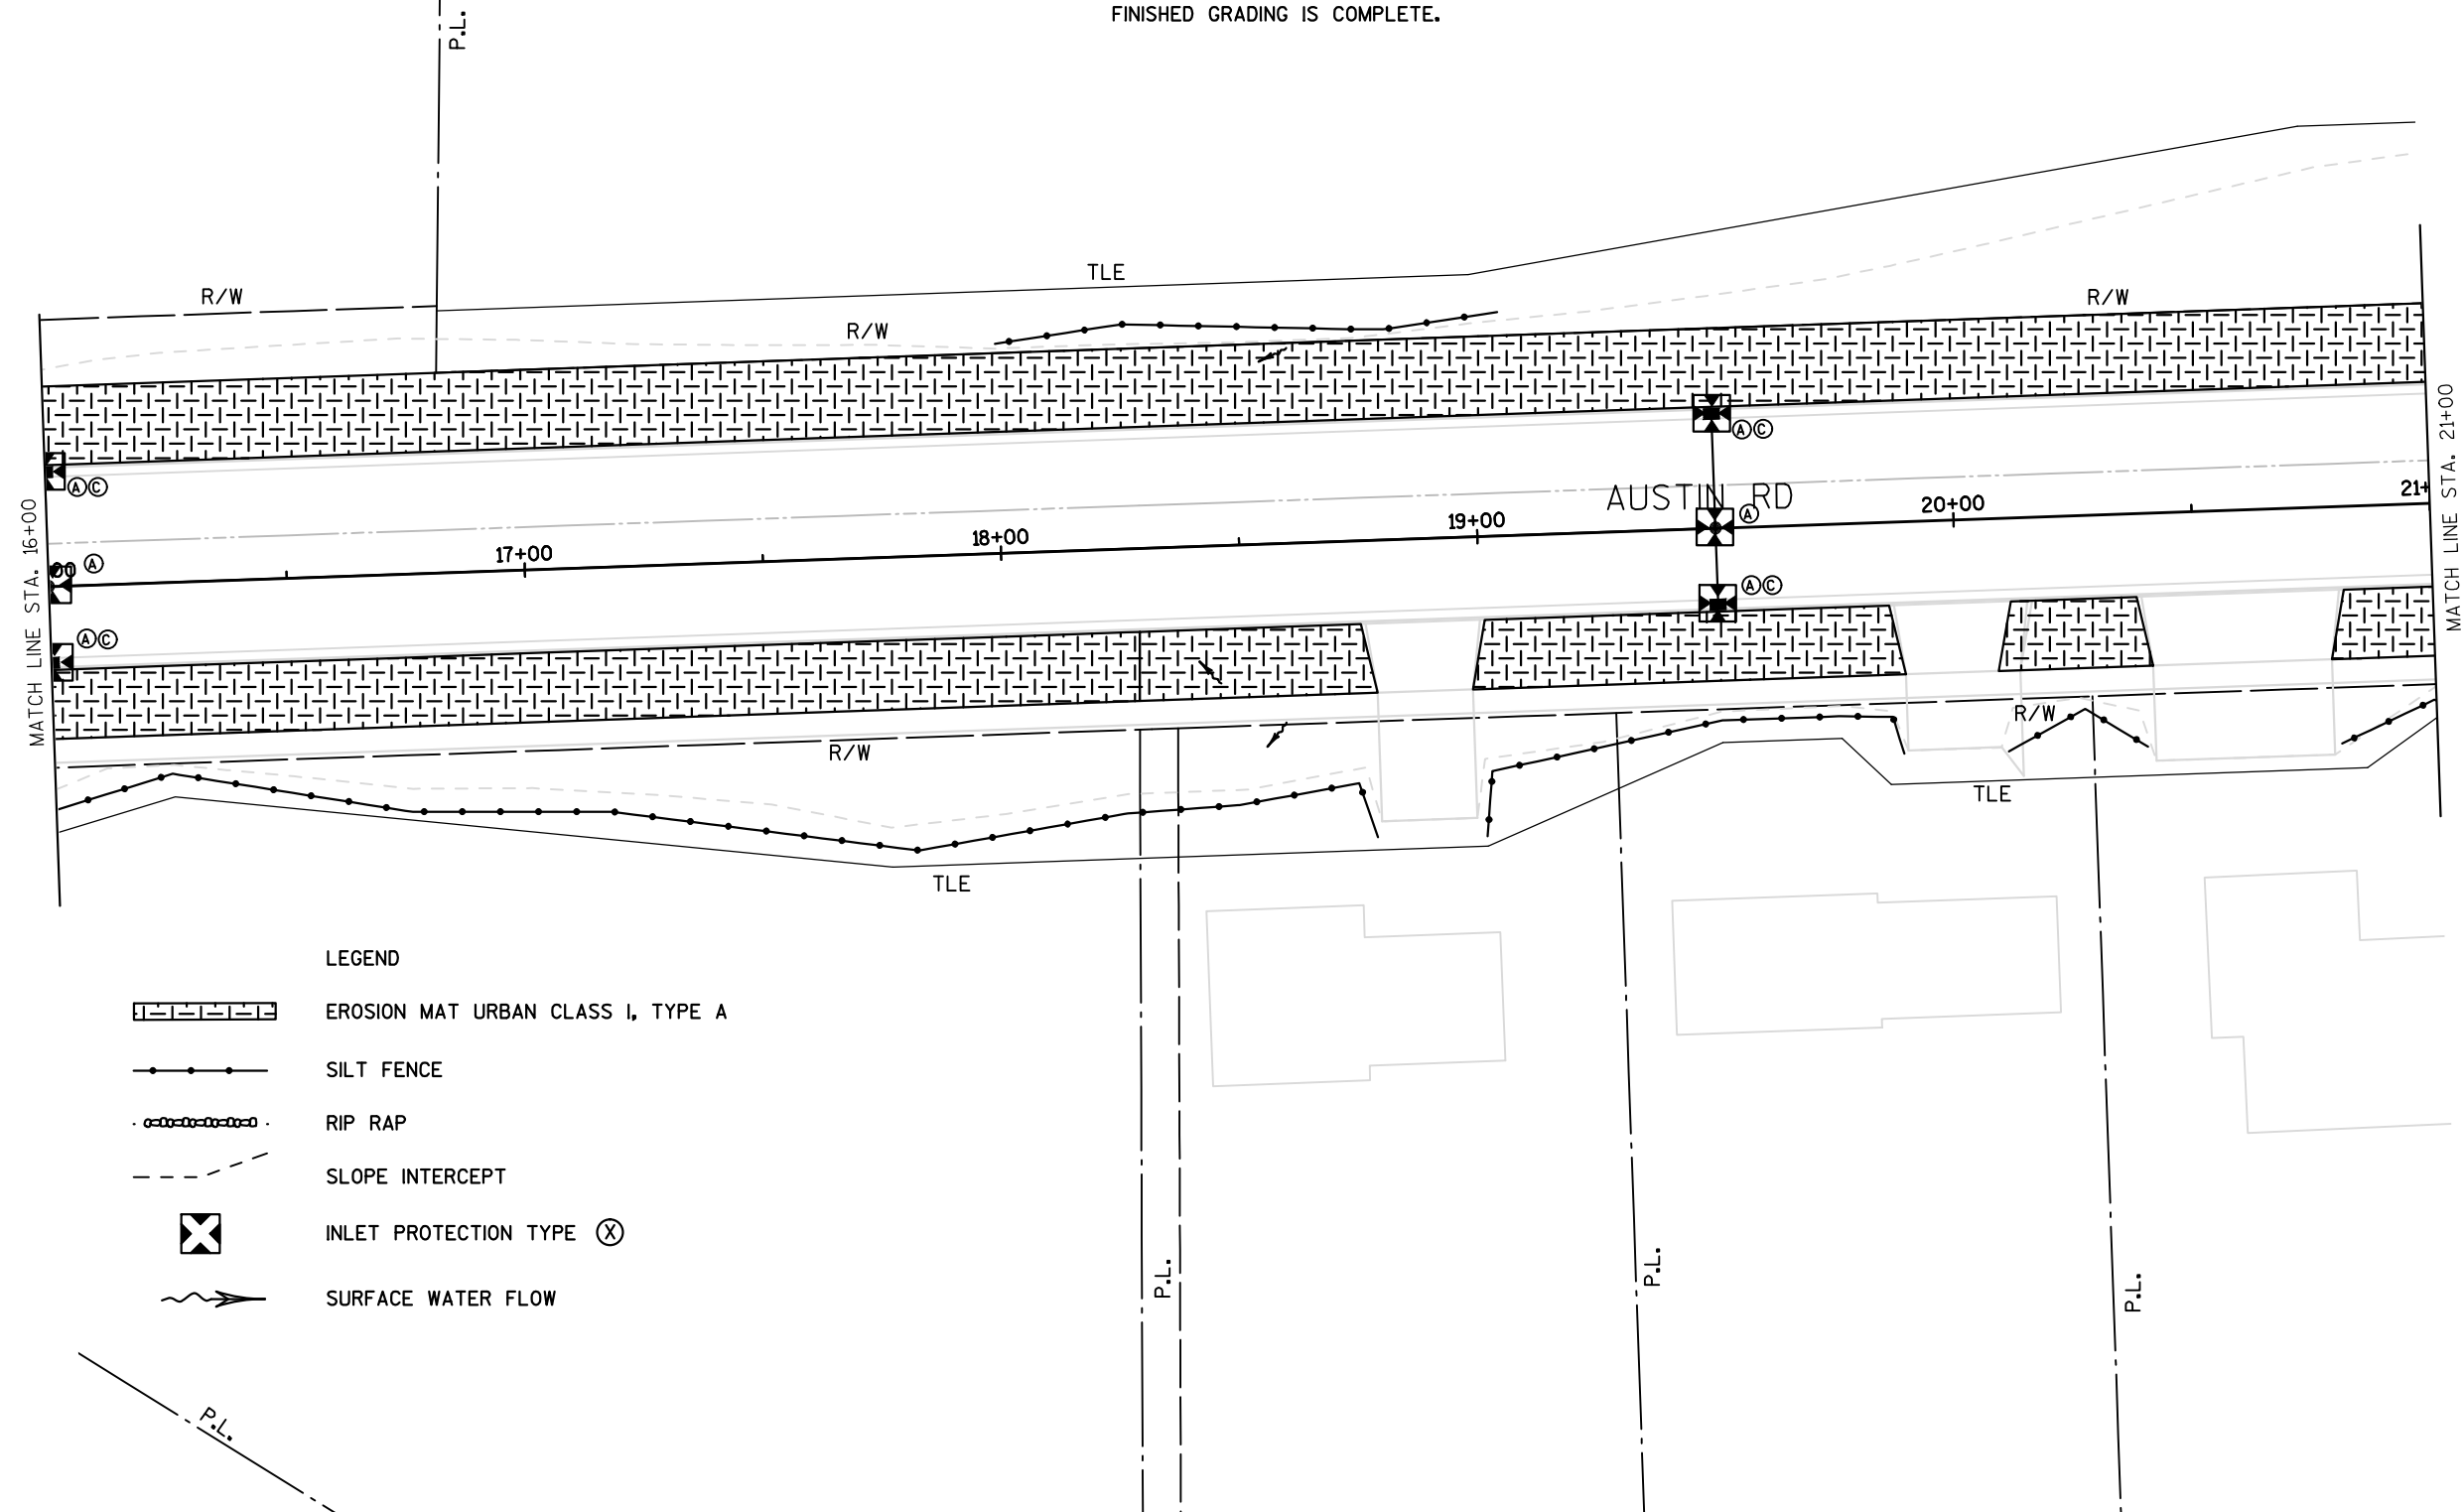 FINISHED GRADING IS COMPLETE.
P.L.
TLE
R/W
R/W
R/W
MATCH LINE STA. 16+00
MATCH LINE STA. 21+00
A C
A C
AUSTIN RD
A
21+
20+00
19+00
18+00
17+00
00
A
A C
A C
R/W
R/W
TLE
TLE
LEGEND
EROSION MAT URBAN CLASS I, TYPE A
SILT FENCE
RIP RAP
SLOPE INTERCEPT
INLET PROTECTION TYPE X
SURFACE WATER FLOW
P.L.
P.L.
P.L.
P.L.